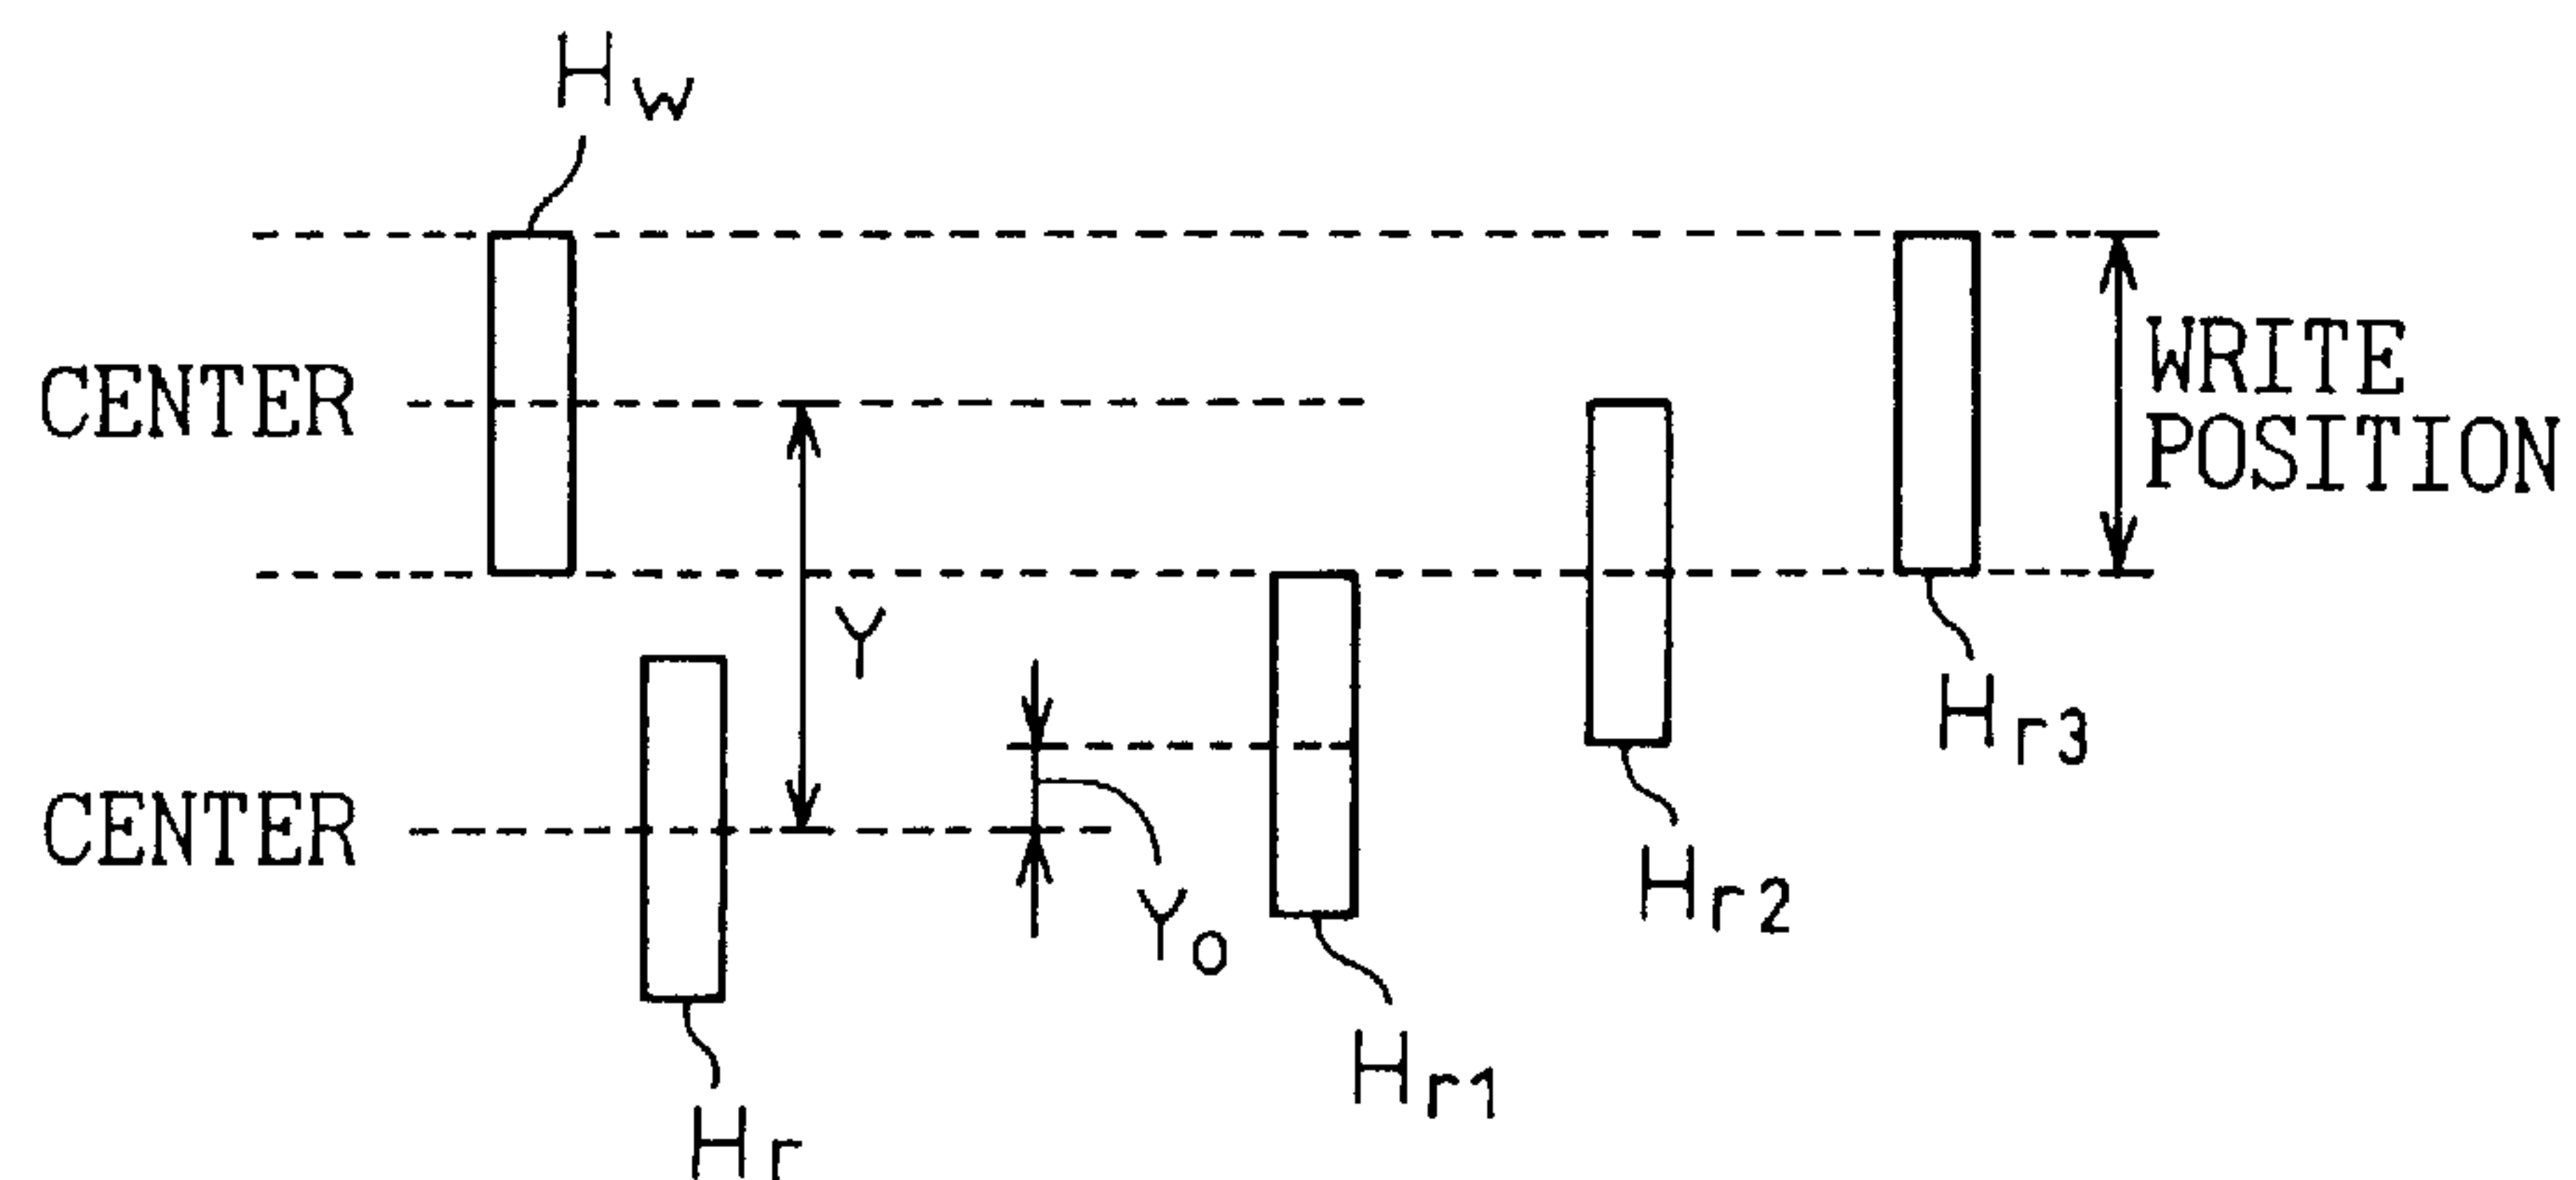 Hw
CENTER
WRITE
POSITION
Y
Hr3
CENTER
Hr2
Yo
Hr1
Hr